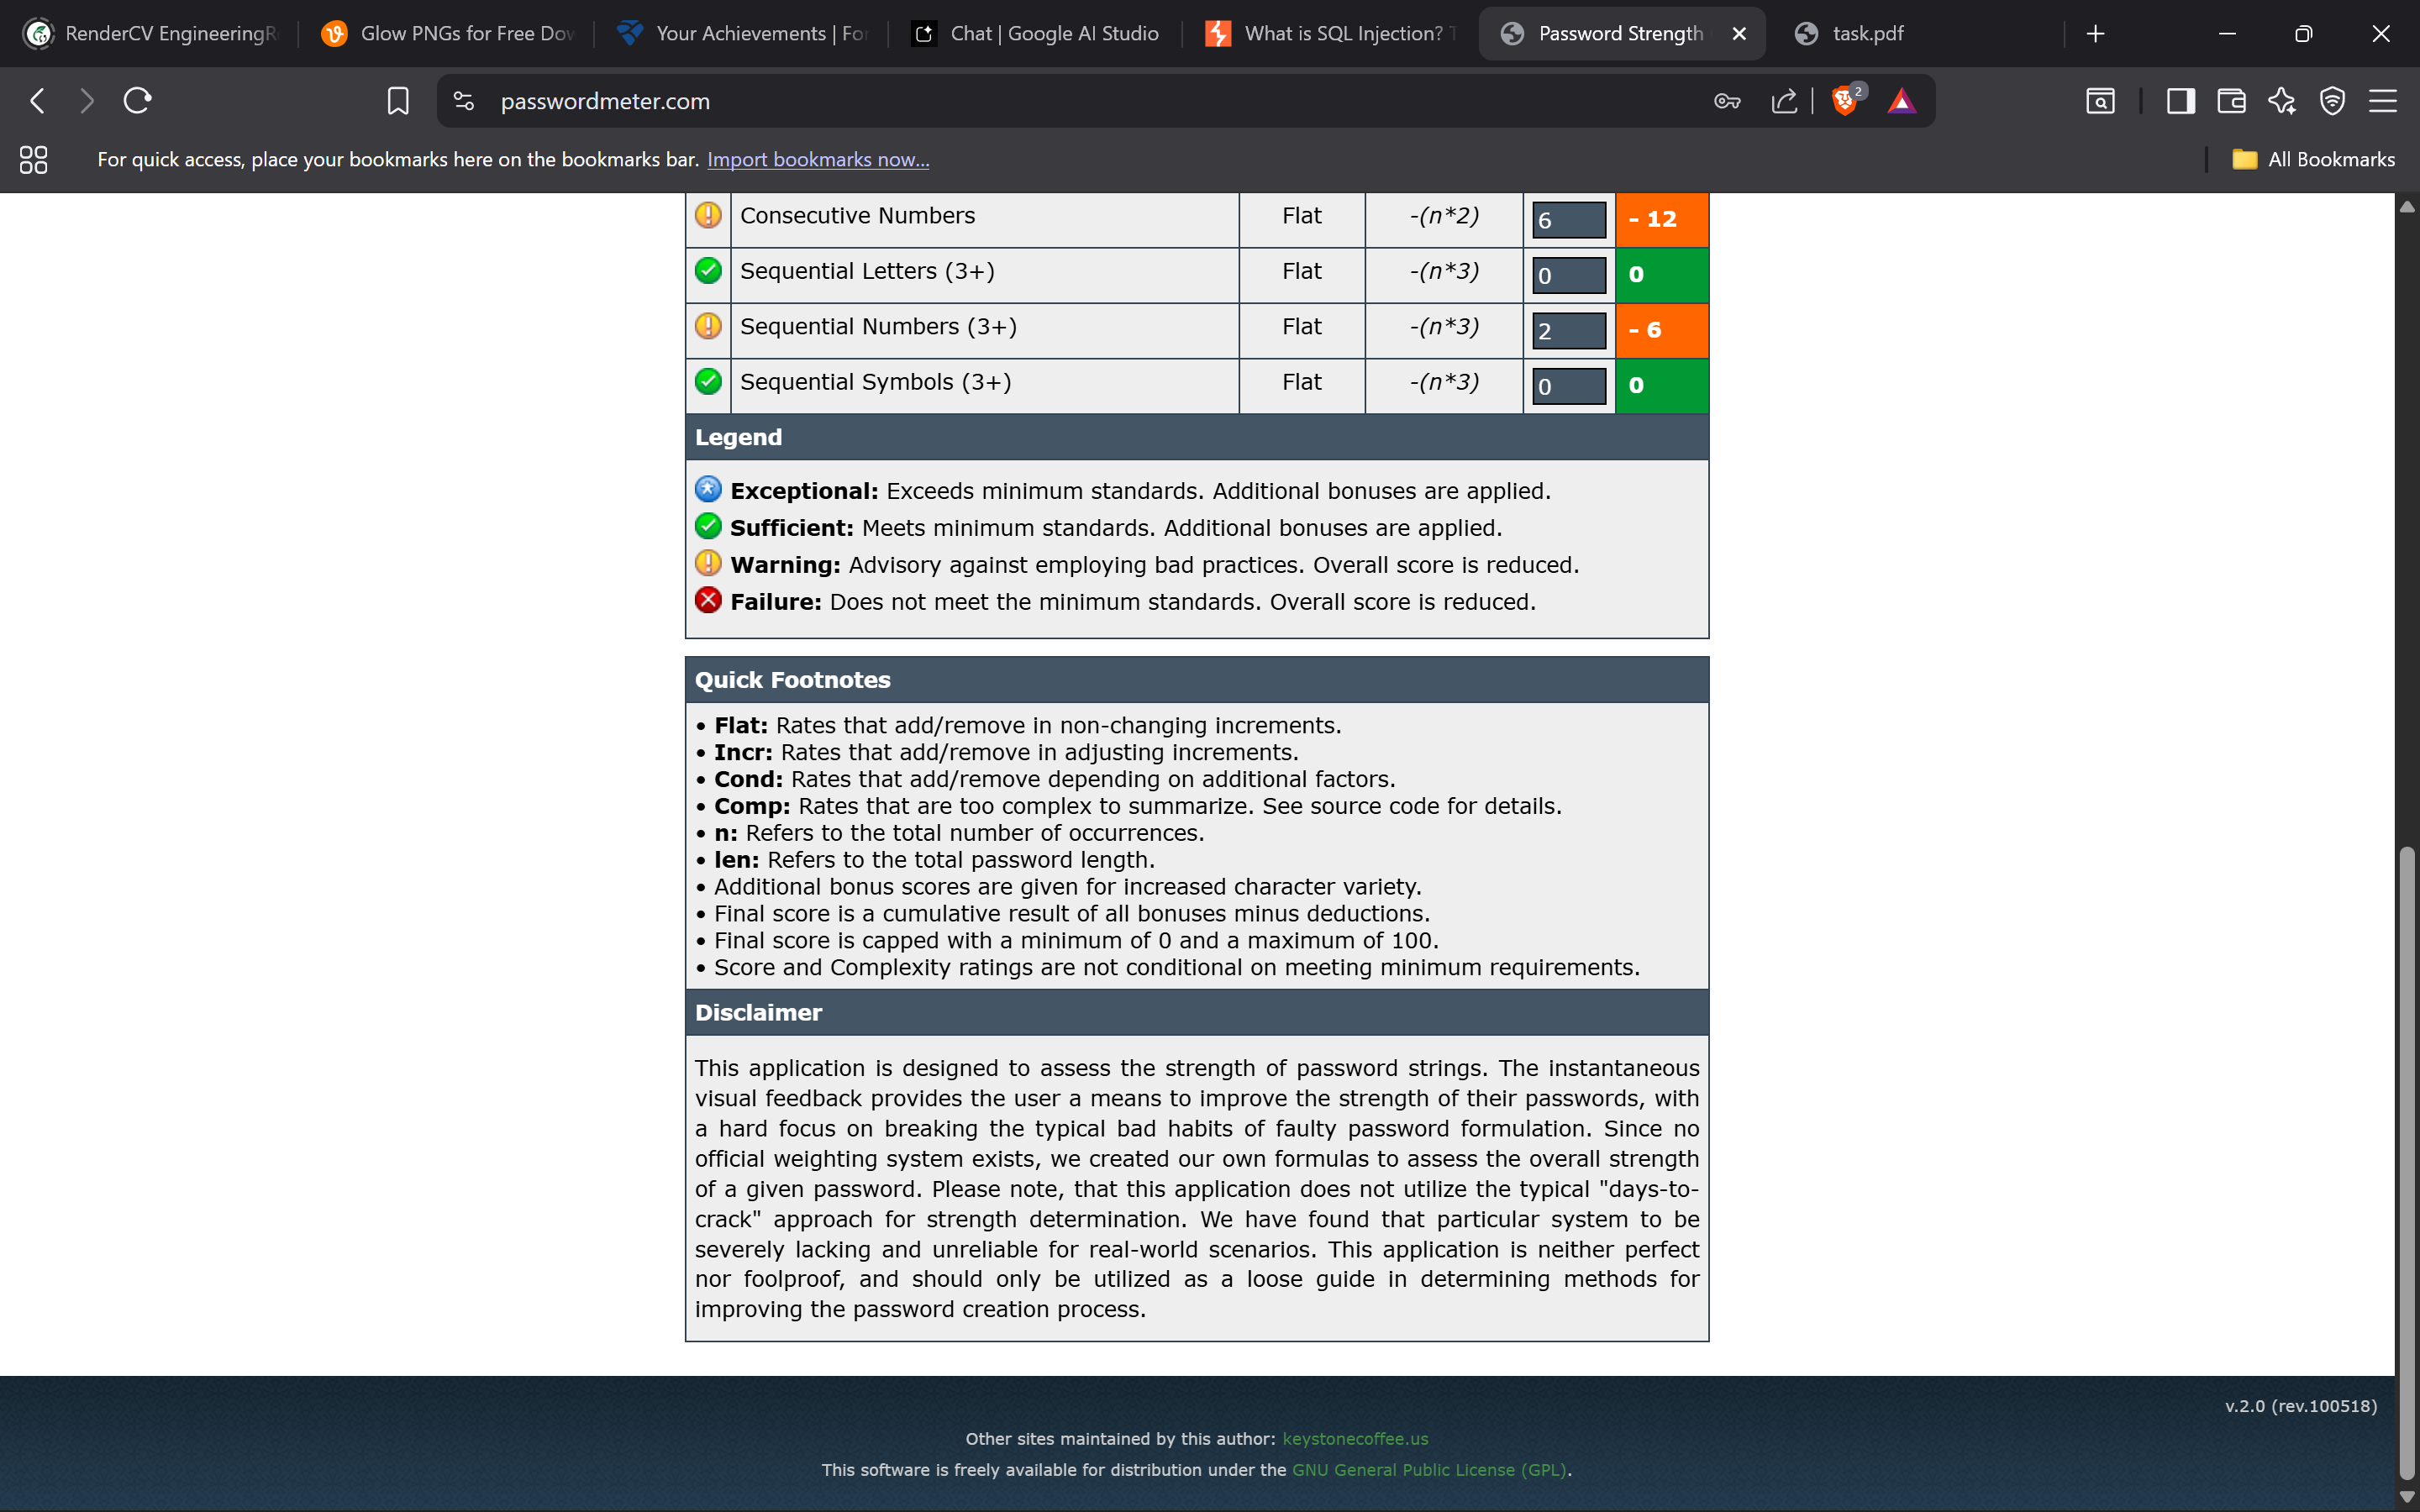 RenderCV EngineeringR
Glow PNGs for Free Dow
Your Achievements | For
Chat | Google AI Studio
What is SQL Injection? T
Password Strength
task.pdf
passwordmeter.com
2
For quick access, place your bookmarks here on the bookmarks bar. Import bookmarks now...
All Bookmarks
Consecutive Numbers Flat -(n*2) 6 - 12
Sequential Letters (3+) Flat -(n*3) 0 0
Sequential Numbers (3+) Flat -(n*3) 2 - 6
Sequential Symbols (3+) Flat -(n*3) 0 0
Legend
Exceptional: Exceeds minimum standards. Additional bonuses are applied.
Sufficient: Meets minimum standards. Additional bonuses are applied.
Warning: Advisory against employing bad practices. Overall score is reduced.
Failure: Does not meet the minimum standards. Overall score is reduced.
Quick Footnotes
• Flat: Rates that add/remove in non-changing increments.
• Incr: Rates that add/remove in adjusting increments.
• Cond: Rates that add/remove depending on additional factors.
• Comp: Rates that are too complex to summarize. See source code for details.
• n: Refers to the total number of occurrences.
• len: Refers to the total password length.
• Additional bonus scores are given for increased character variety.
• Final score is a cumulative result of all bonuses minus deductions.
• Final score is capped with a minimum of 0 and a maximum of 100.
• Score and Complexity ratings are not conditional on meeting minimum requirements.
Disclaimer
This application is designed to assess the strength of password strings. The instantaneous
visual feedback provides the user a means to improve the strength of their passwords, with
a hard focus on breaking the typical bad habits of faulty password formulation. Since no
official weighting system exists, we created our own formulas to assess the overall strength
of a given password. Please note, that this application does not utilize the typical "days-to-
crack" approach for strength determination. We have found that particular system to be
severely lacking and unreliable for real-world scenarios. This application is neither perfect
nor foolproof, and should only be utilized as a loose guide in determining methods for
improving the password creation process.
v.2.0 (rev.100518)
Other sites maintained by this author: keystonecoffee.us
This software is freely available for distribution under the GNU General Public License (GPL).